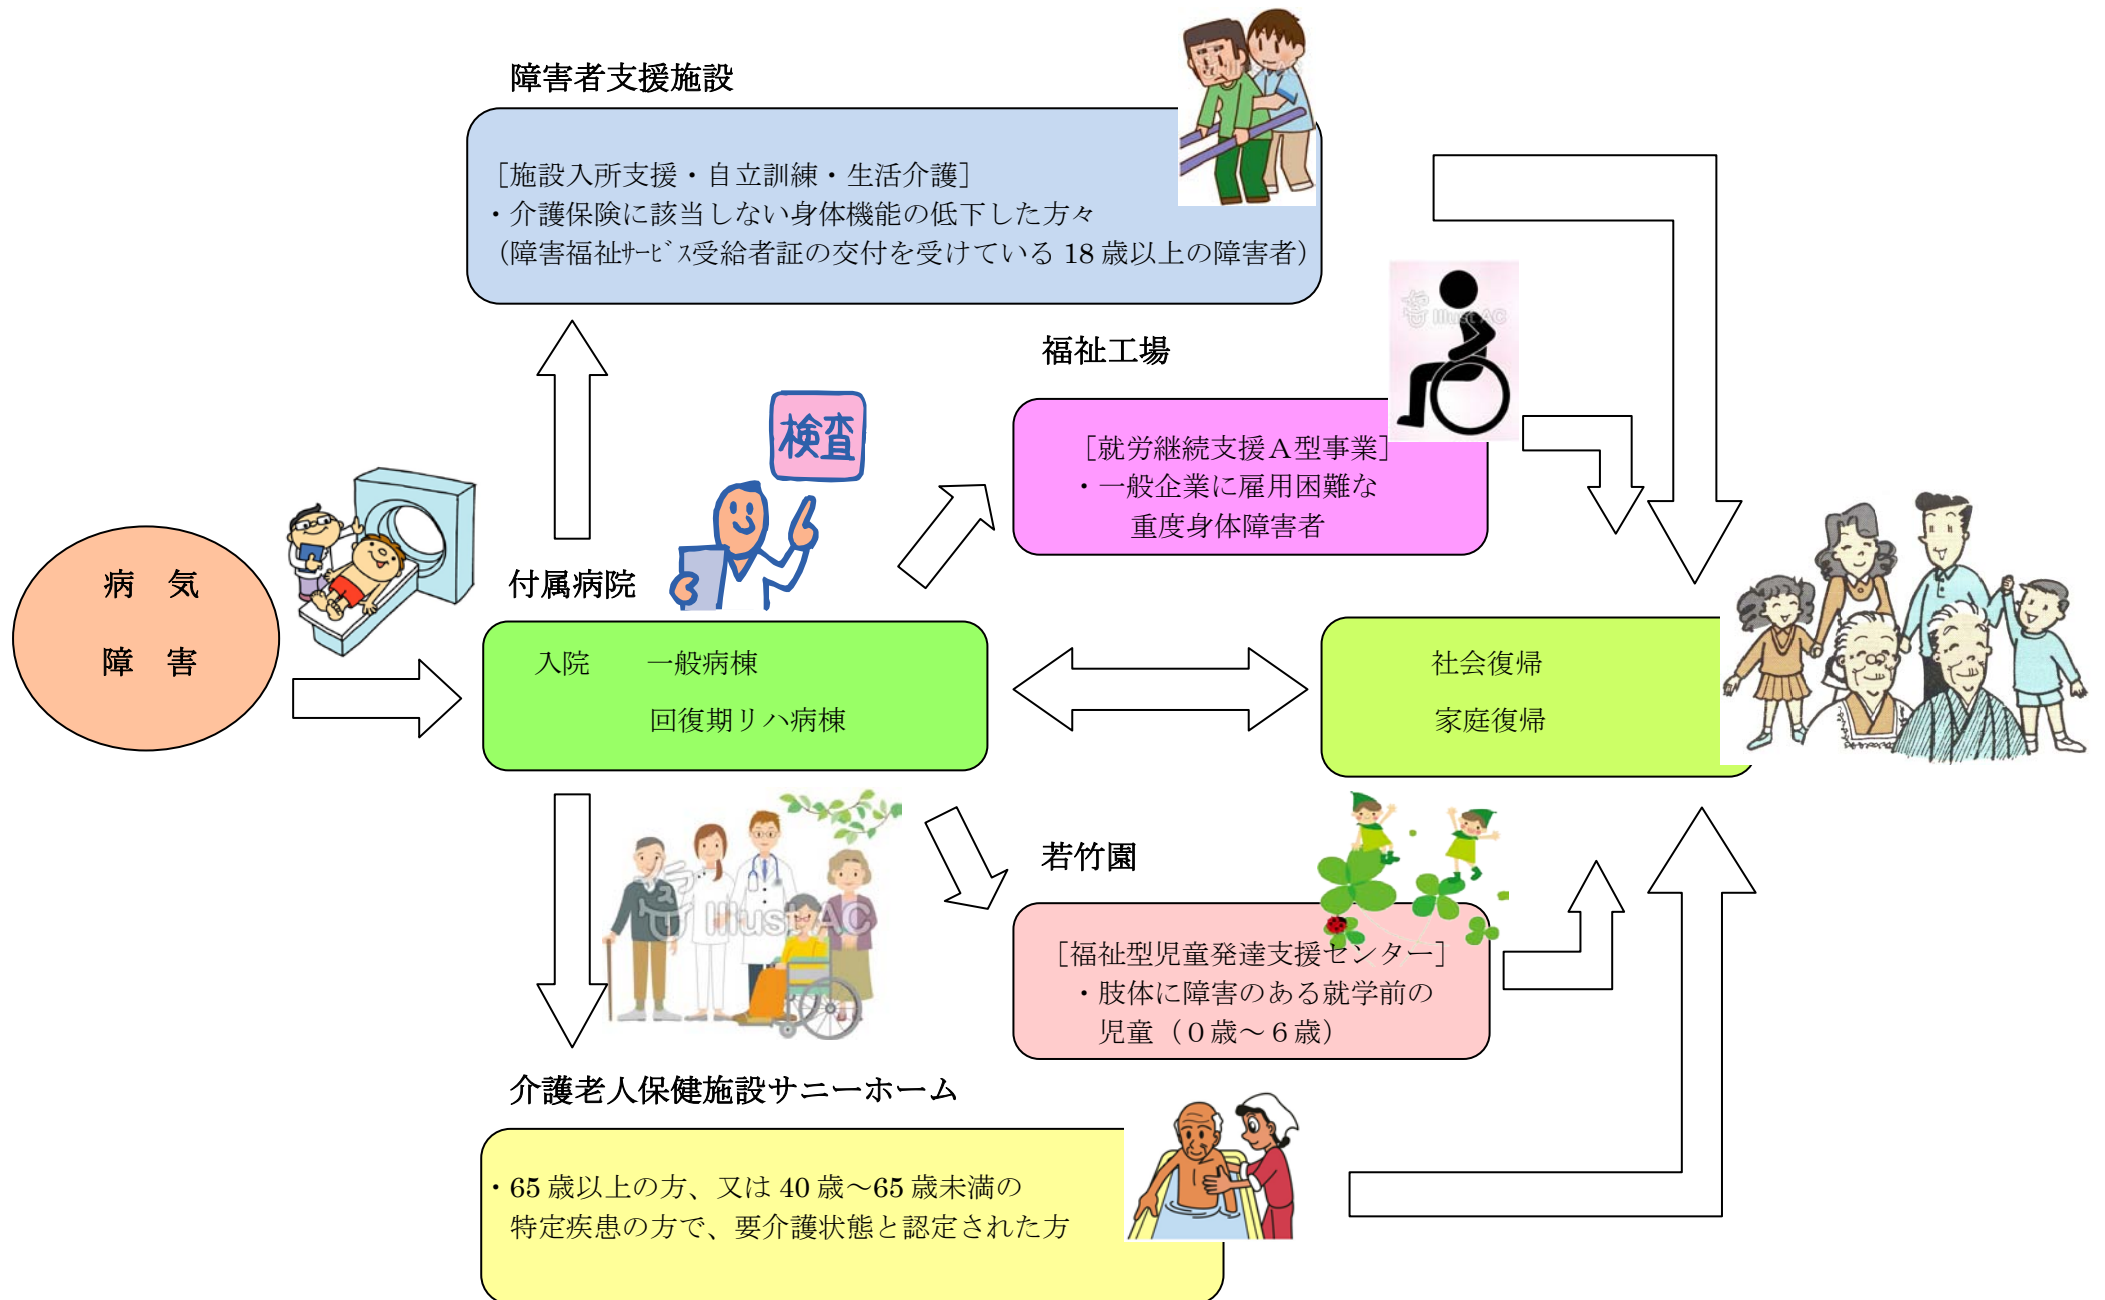 障害者支援施設
［施設入所支援・自立訓練・生活介護］
・介護保険に該当しない身体機能の低下した方々
（障害福祉ｻｰﾋﾞｽ受給者証の交付を受けている 18 歳以上の障害者）
福祉工場
［就労継続支援Ａ型事業］
・一般企業に雇用困難な
重度身体障害者
検査
病　気
障　害
付属病院
入院　　一般病棟
回復期リハ病棟
社会復帰
家庭復帰
若竹園
［福祉型児童発達支援センター］
・肢体に障害のある就学前の
児童（０歳～６歳）
介護老人保健施設サニーホーム
・65 歳以上の方、又は 40 歳～65 歳未満の
特定疾患の方で、要介護状態と認定された方
Illust AC
Illust AC